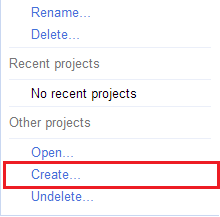 Rename...
Delete...
Recent projects
No recent projects
Other projects
Open...
Create...
Undelete...